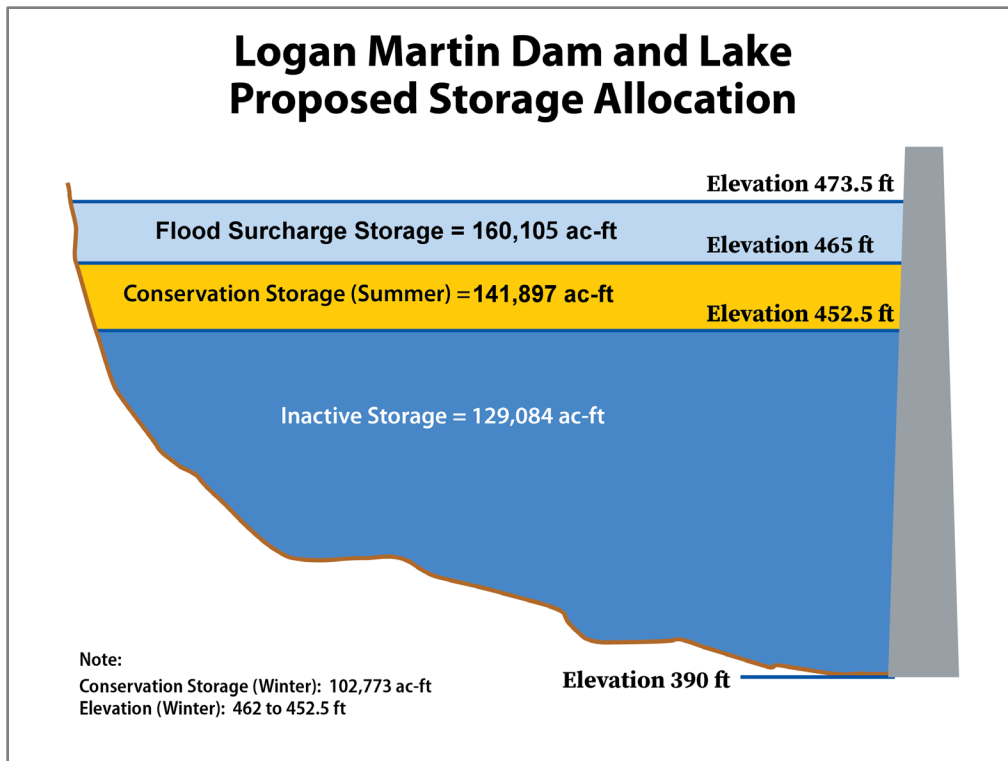 Logan Martin Dam and Lake
Proposed Storage Allocation
Elevation 473.5 ft
Flood Surcharge Storage = 160,105 ac-ft
Elevation 465 ft
Conservation Storage (Summer) = 141,897 ac-ft
Elevation 452.5 ft
Inactive Storage = 129,084 ac-ft
Note:
Conservation Storage (Winter): 102,773 ac-ft
Elevation (Winter): 462 to 452.5 ft
Elevation 390 ft